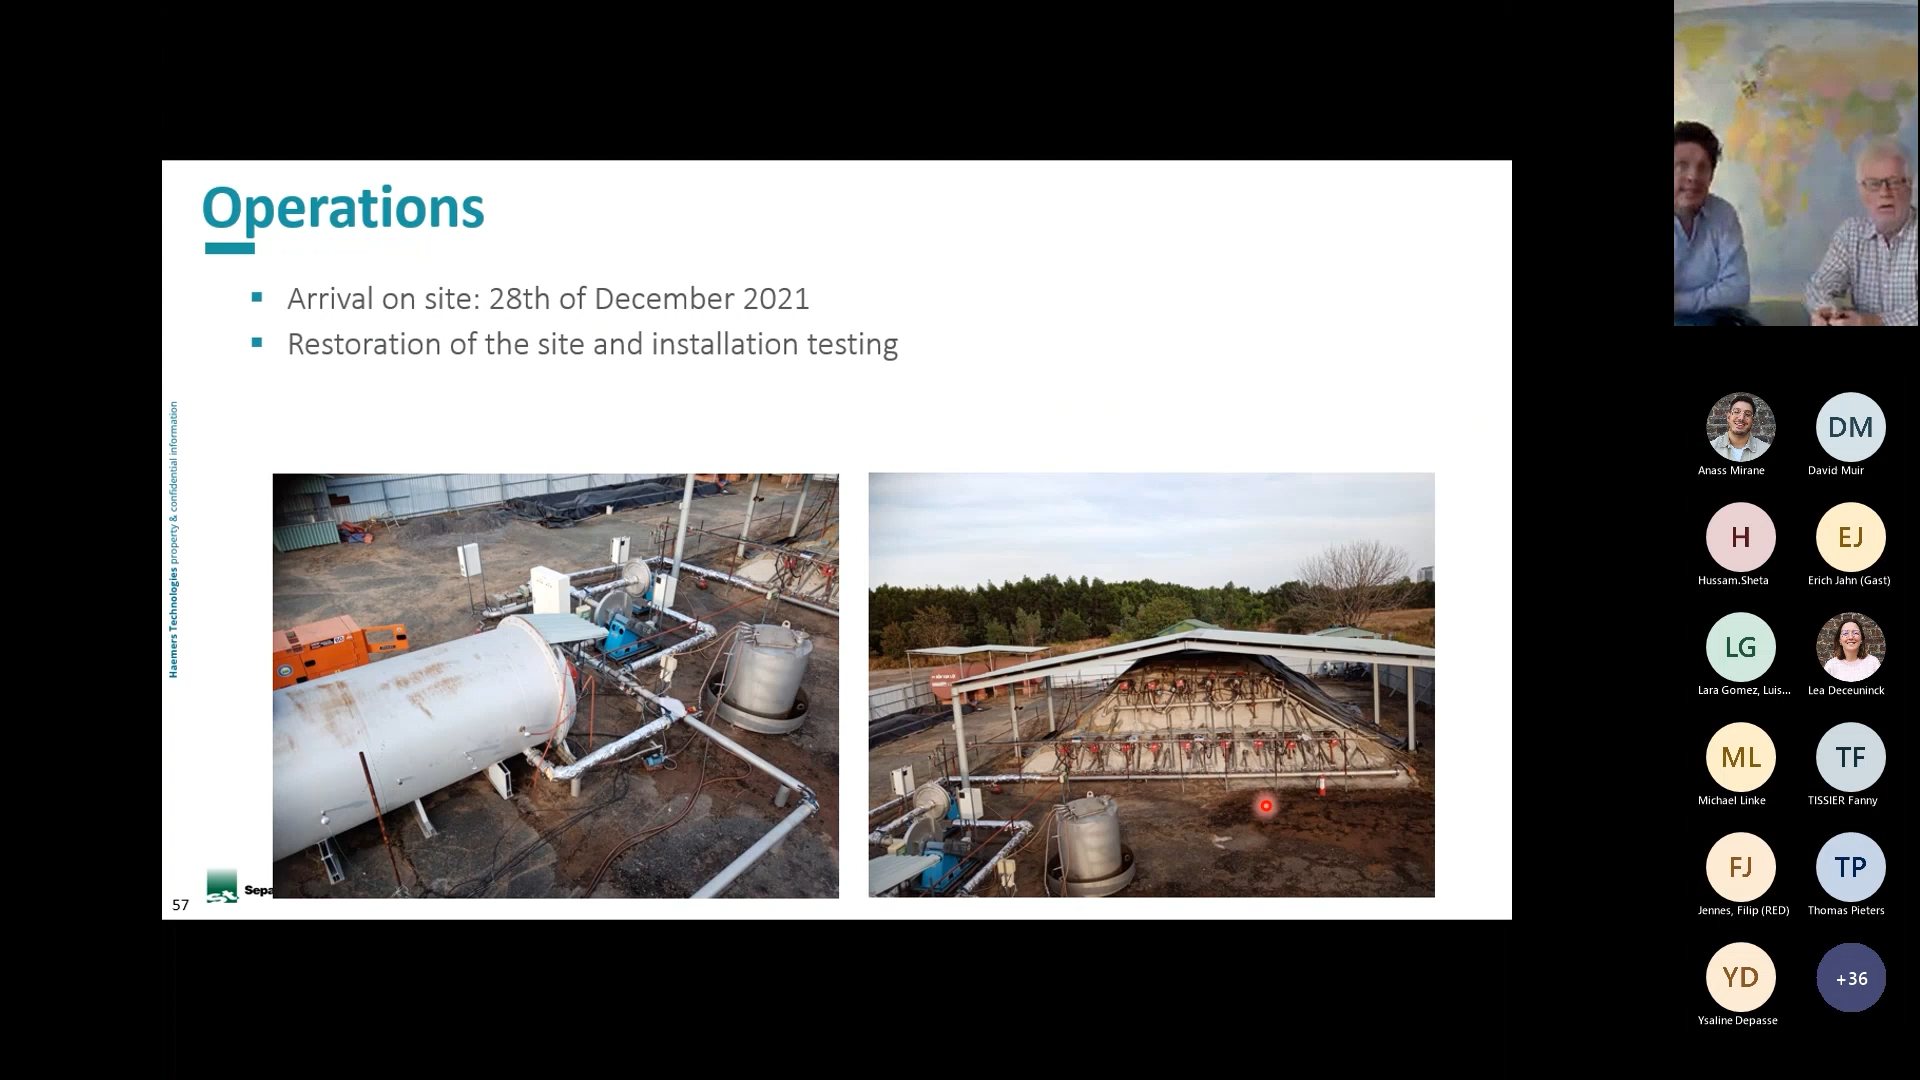 Operations
Arrival on site: 28th of December 2021
Restoration of the site and installation testing
Haemers Technologies property & confidential information
57
Sepa
Anass Mirane
DM
David Muir
H
Hussam.Sheta
EJ
Erich Jahn (Gast)
LG
Lara Gomez, Luis...
Lea Deceuninck
ML
Michael Linke
TF
TISSIER Fanny
FJ
Jennes, Filip (RED)
TP
Thomas Pieters
YD
Ysaline Depasse
+36